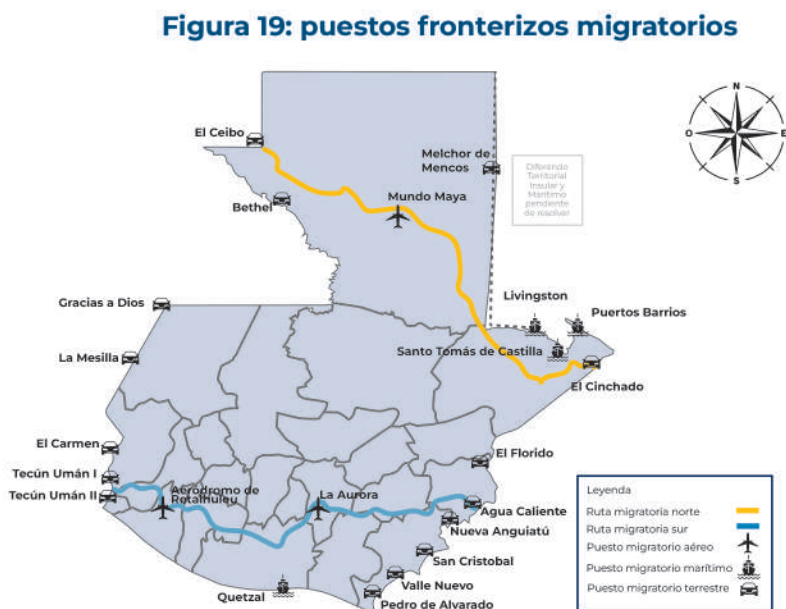 Figura 19: puestos fronterizos migratorios
N
O
E
S
El Ceibo
Melchor de
Mencos
Diferendo
Territorial
Insular y
Marítimo
pendiente
de resolver
Bethel
Mundo Maya
Gracias a Dios
Livingston
Puertos Barrios
La Mesilla
Santo Tomás de Castilla
El Cinchado
El Carmen
El Florido
Tecún Umán I
Tecún Umán II
Aeródromo de
Retalhuleu
La Aurora
Agua Caliente
Nueva Anguiatú
San Cristobal
Valle Nuevo
Quetzal
Pedro de Alvarado
Leyenda
Ruta migratoria norte
Ruta migratoria sur
Puesto migratorio aéreo
Puesto migratorio marítimo
Puesto migratorio terrestre